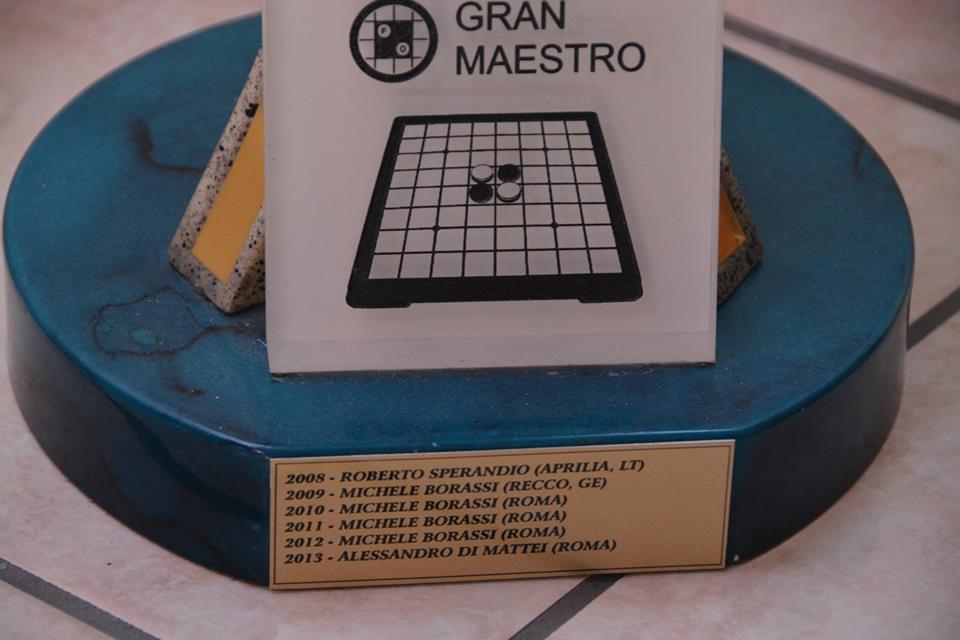 GRAN
MAESTRO
2008 - ROBERTO SPERANDIO (APRILIA, LT)
2009 - MICHELE BORASSI (RECCO, GE)
2010 - MICHELE BORASSI (ROMA)
2011 - MICHELE BORASSI (ROMA)
2012 - MICHELE BORASSI (ROMA)
2013 - ALESSANDRO DI MATTEI (ROMA)